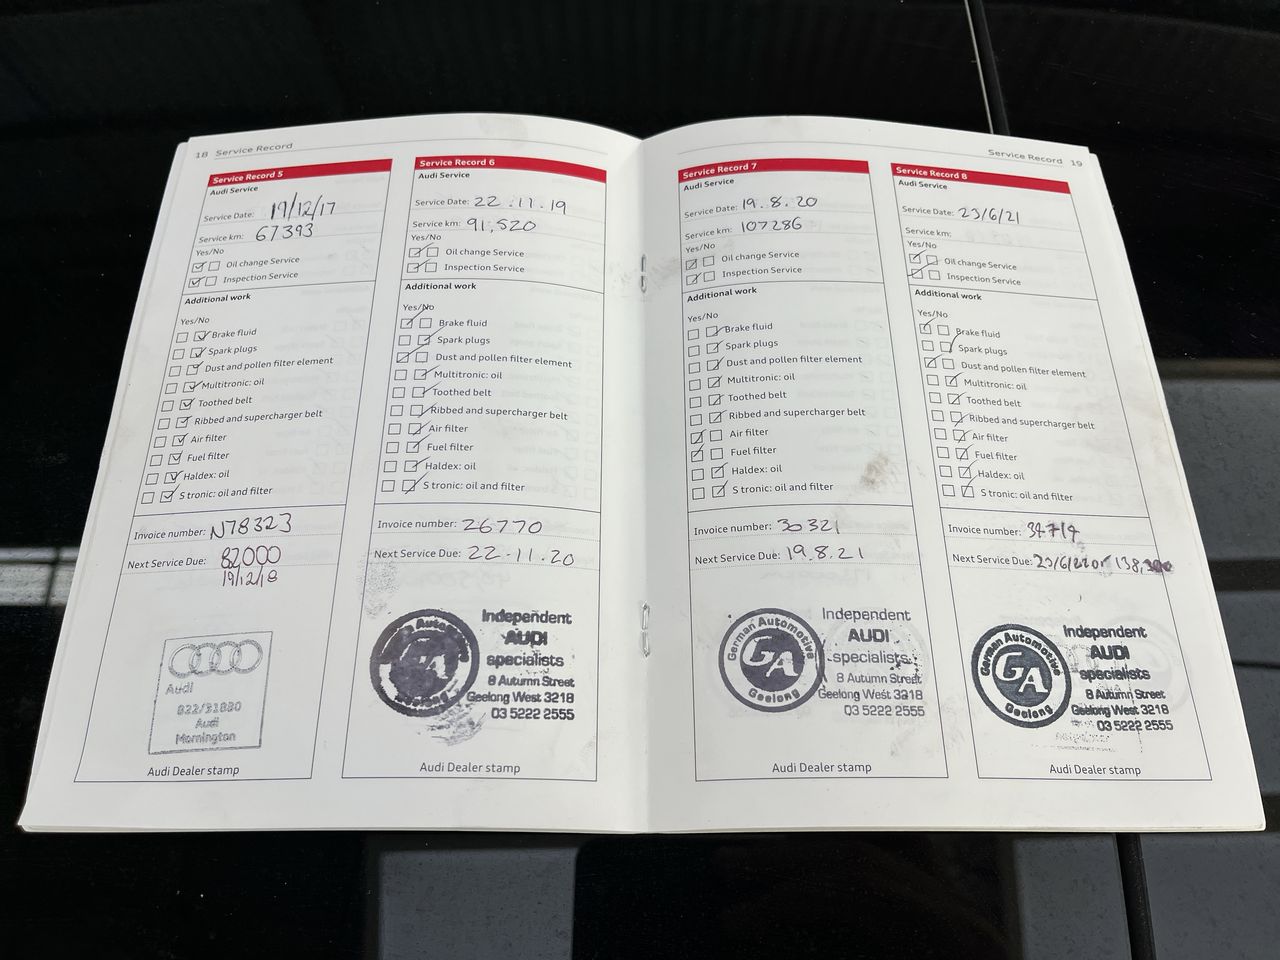 18 Service Record
Service Record 5
Audi Service
Service Date: 19/12/17
Service km: 67393
Yes/No
Oil change Service
Inspection Service
Additional work
Yes/No
Brake fluid
Spark plugs
Dust and pollen filter element
Multitronic: oil
Toothed belt
Ribbed and supercharger belt
Air filter
Fuel filter
Haldex: oil
S tronic: oil and filter
Invoice number: N78323
Next Service Due: 82000
19/12/18
Audi
822/31880
Audi
Mornington
Audi Dealer stamp
Service Record 6
Audi Service
Service Date: 22.11.19
Service km: 91,520
Yes/No
Oil change Service
Inspection Service
Additional work
Yes/No
Brake fluid
Spark plugs
Dust and pollen filter element
Multitronic: oil
Toothed belt
Ribbed and supercharger belt
Air filter
Fuel filter
Haldex: oil
S tronic: oil and filter
Invoice number: 26770
Next Service Due: 22.11.20
GA
Independent
AUDI
specialists
8 Autumn Street
Geelong West 3218
03 5222 2555
Audi Dealer stamp
Service Record 19
Service Record 7
Audi Service
Service Date: 19.8.20
Service km: 107286
Yes/No
Oil change Service
Inspection Service
Additional work
Yes/No
Brake fluid
Spark plugs
Dust and pollen filter element
Multitronic: oil
Toothed belt
Ribbed and supercharger belt
Air filter
Fuel filter
Haldex: oil
S tronic: oil and filter
Invoice number: 30321
Next Service Due: 19.8.21
German Automotive
GA
Geelong
Independent
AUDI
specialists
8 Autumn Street
Geelong West 3218
03 5222 2555
Audi Dealer stamp
Service Record 8
Audi Service
Service Date: 23/6/21
Service km:
Yes/No
Oil change Service
Inspection Service
Additional work
Yes/No
Brake fluid
Spark plugs
Dust and pollen filter element
Multitronic: oil
Toothed belt
Ribbed and supercharger belt
Air filter
Fuel filter
Haldex: oil
S tronic: oil and filter
Invoice number: 34714
Next Service Due: 23/6/22 or
German Automotive
GA
Geelong
Independent
AUDI
specialists
8 Autumn Street
Geelong West 3218
03 5222 2555
Audi Dealer stamp